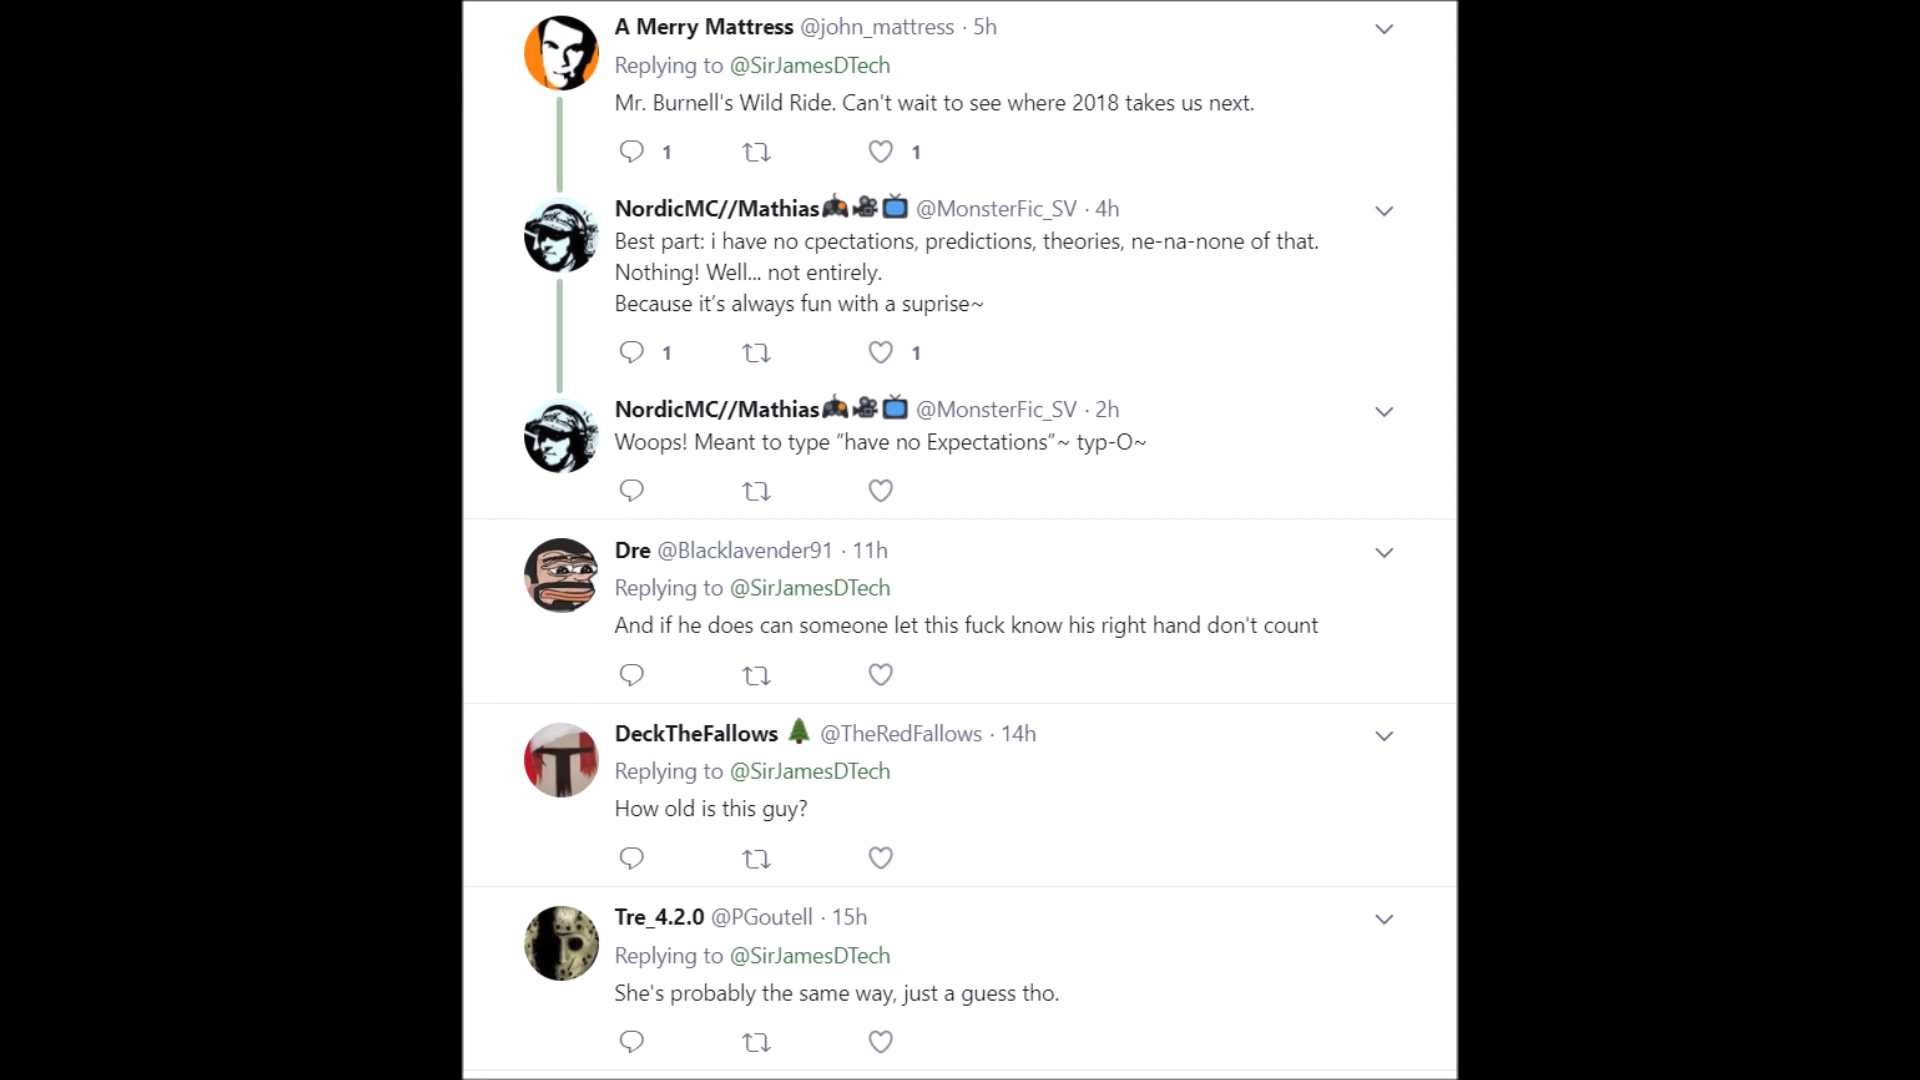 A Merry Mattress @john_mattress · 5h
Replying to @SirJamesDTech
Mr. Burnell's Wild Ride. Can't wait to see where 2018 takes us next.
1 1
NordicMC//Mathias🎮🎥📺 @MonsterFic_SV · 4h
Best part: i have no cpectations, predictions, theories, ne-na-none of that.
Nothing! Well... not entirely.
Because it’s always fun with a suprise~
1 1
NordicMC//Mathias🎮🎥📺 @MonsterFic_SV · 2h
Woops! Meant to type ”have no Expectations”~ typ-O~
Dre @Blacklavender91 · 11h
Replying to @SirJamesDTech
And if he does can someone let this fuck know his right hand don't count
DeckTheFallows 🌲 @TheRedFallows · 14h
Replying to @SirJamesDTech
How old is this guy?
Tre_4.2.0 @PGoutell · 15h
Replying to @SirJamesDTech
She's probably the same way, just a guess tho.